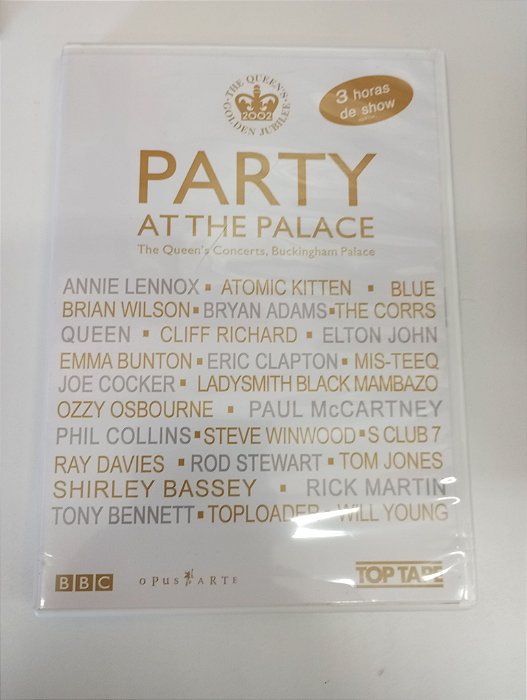 THE QUEEN'S GOLDEN JUBILEE
2002
3 horas
de show
PARTY
AT THE PALACE
The Queen's Concerts, Buckingham Palace
ANNIE LENNOX ▪ ATOMIC KITTEN ▪ BLUE
BRIAN WILSON ▪ BRYAN ADAMS ▪ THE CORRS
QUEEN ▪ CLIFF RICHARD ▪ ELTON JOHN
EMMA BUNTON ▪ ERIC CLAPTON ▪ MIS-TEEQ
JOE COCKER ▪ LADYSMITH BLACK MAMBAZO
OZZY OSBOURNE ▪ PAUL McCARTNEY
PHIL COLLINS ▪ STEVE WINWOOD ▪ S CLUB 7
RAY DAVIES ▪ ROD STEWART ▪ TOM JONES
SHIRLEY BASSEY ▪ RICK MARTIN
TONY BENNETT ▪ TOPLOADER ▪ WILL YOUNG
BBC OPUS ARTE TOP TAPE